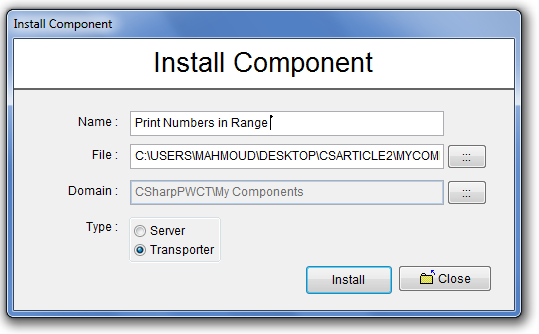 Install Component
Install Component
Name : Print Numbers in Range
File : C:\USERS\MAHMOUD\DESKTOP\CSARTICLE2\MYCOM
:::
Domain : CSharpPWCT\My Components
:::
Type : Server
Transporter
Install Close